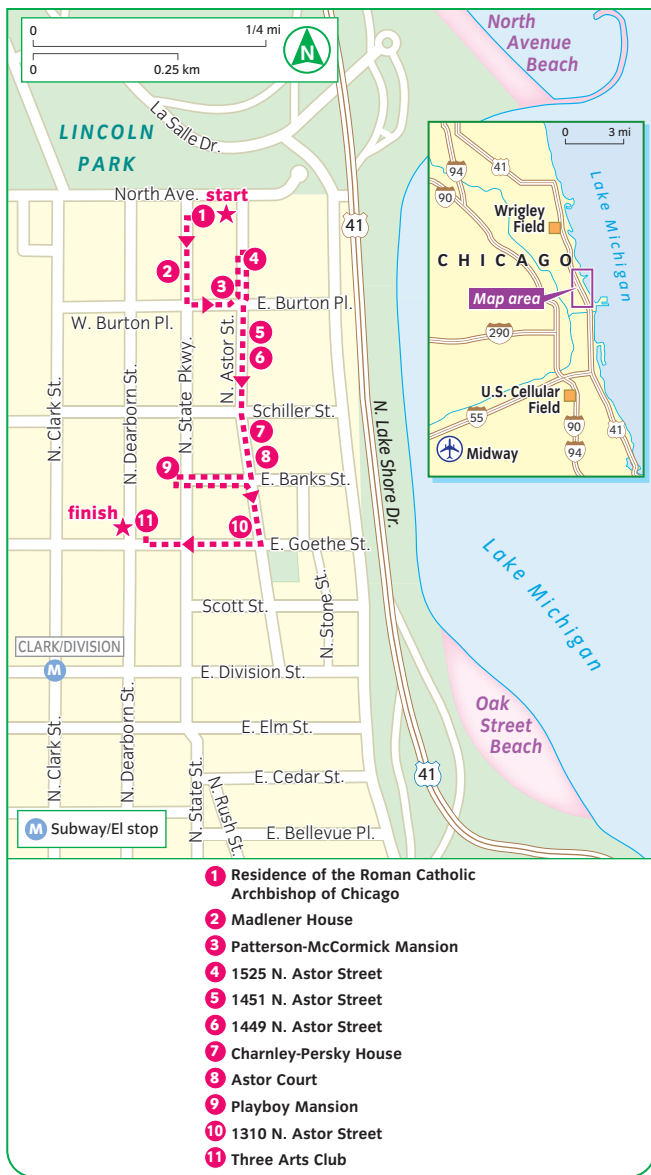 0 1/4 mi
0 0.25 km
N
North
Avenue
Beach
La Salle Dr.
LINCOLN
PARK
North Ave.
start
1
2
3
4
5
6
7
8
9
10
11
41
E. Burton Pl.
W. Burton Pl.
N. Clark St.
N. Dearborn St.
N. State Pkwy.
N. Astor St.
Schiller St.
N. Lake Shore Dr.
E. Banks St.
finish
E. Goethe St.
Scott St.
N. Stone St.
CLARK/DIVISION
M
E. Division St.
N. Clark St.
N. Dearborn St.
E. Elm St.
N. State St.
N. Rush St.
E. Cedar St.
E. Bellevue Pl.
41
Lake Michigan
Oak
Street
Beach
M Subway/El stop
0 3 mi
94
41
90
Wrigley
Field
Lake Michigan
CHICAGO
Map area
290
U.S. Cellular
Field
55
90
94
41
Midway
1 Residence of the Roman Catholic
Archbishop of Chicago
2 Madlener House
3 Patterson-McCormick Mansion
4 1525 N. Astor Street
5 1451 N. Astor Street
6 1449 N. Astor Street
7 Charnley-Persky House
8 Astor Court
9 Playboy Mansion
10 1310 N. Astor Street
11 Three Arts Club